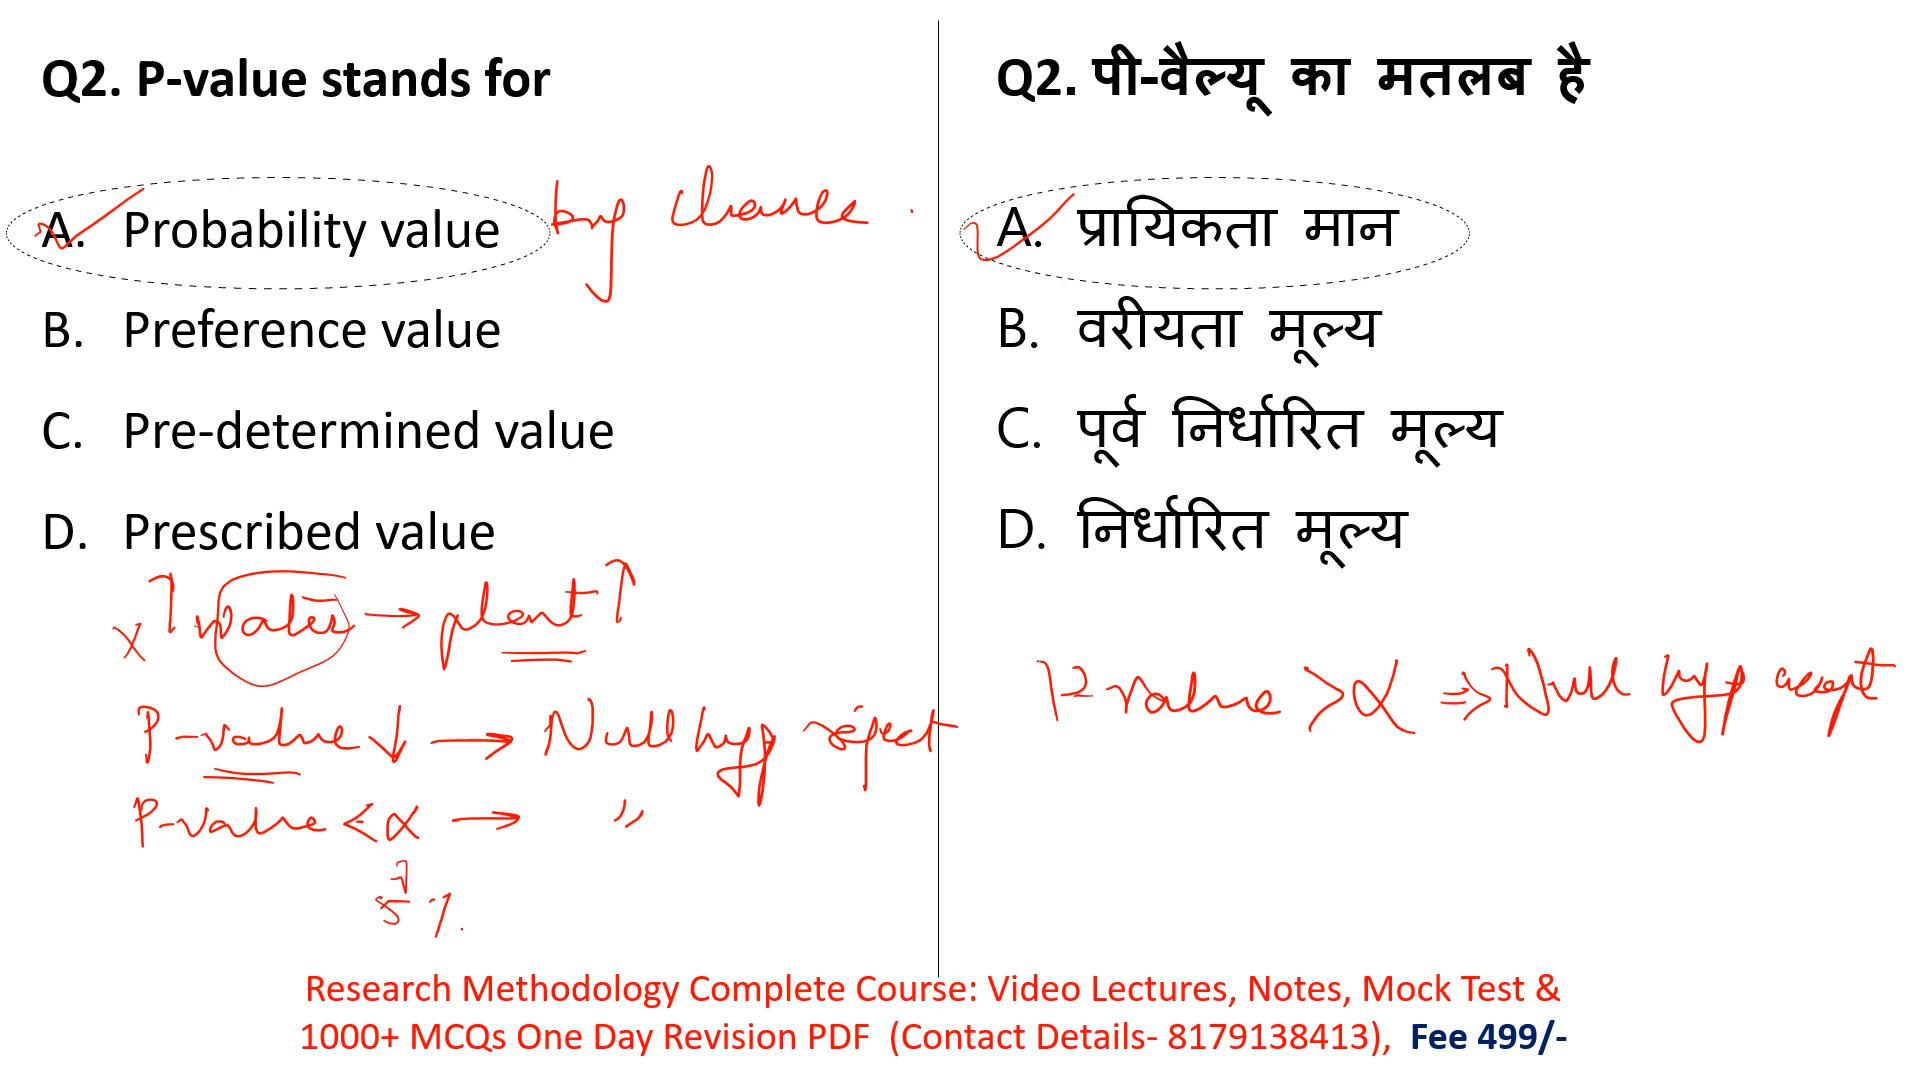 Q2. P-value stands for
A. Probability value by chance.
B. Preference value
C. Pre-determined value
D. Prescribed value
x ↑ water → plant ↑
P-value ↓ → Null hyp reject
P-value < α → "
5 %.
Q2. पी-वैल्यू का मतलब है
A. प्रायिकता मान
B. वरीयता मूल्य
C. पूर्व निर्धारित मूल्य
D. निर्धारित मूल्य
P-value > α ⇒ Null hyp accept
Research Methodology Complete Course: Video Lectures, Notes, Mock Test &
1000+ MCQs One Day Revision PDF (Contact Details- 8179138413), Fee 499/-